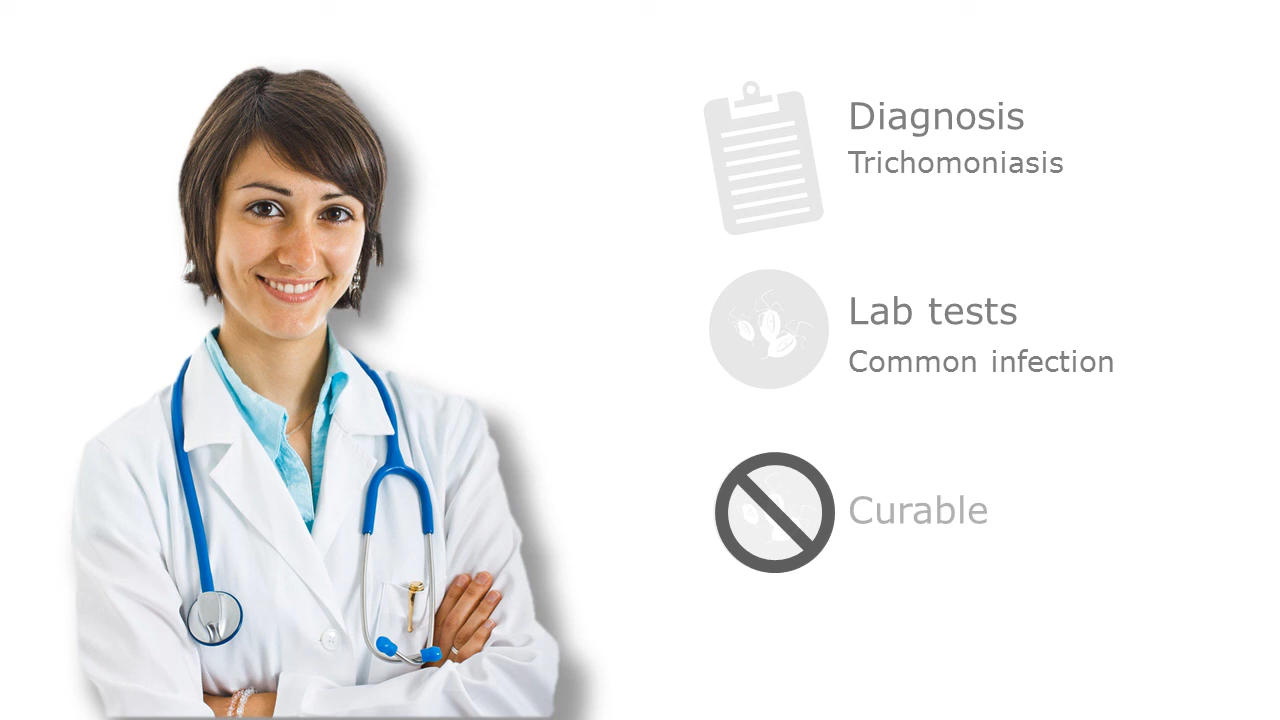 Diagnosis
Trichomoniasis
Lab tests
Common infection
Curable